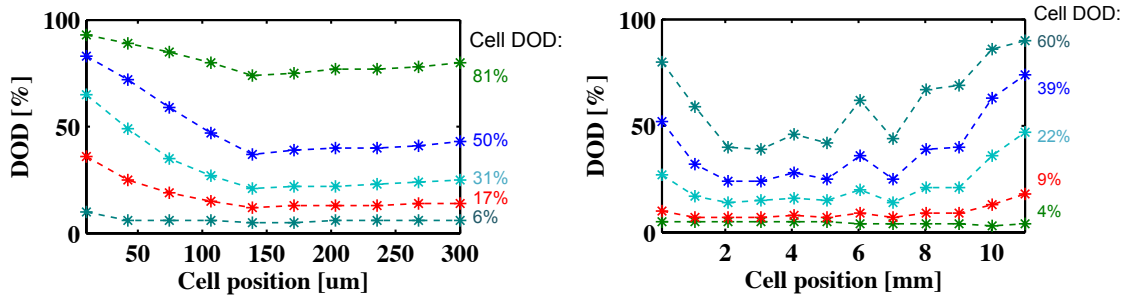 100
50
0
DOD [%]
50 100 150 200 250 300
Cell position [um]
Cell DOD:
81%
50%
31%
17%
6%
100
50
0
DOD [%]
2 4 6 8 10
Cell position [mm]
Cell DOD:
60%
39%
22%
9%
4%